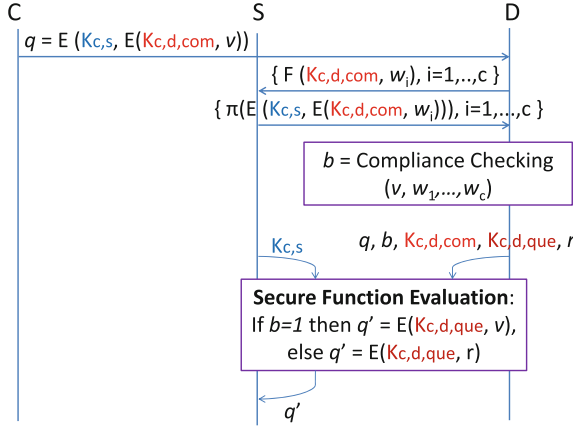 C S D
q = E (Kc,s, E(Kc,d,com, v))
{ F (Kc,d,com, wi), i=1,..,c }
{ π(E (Kc,s, E(Kc,d,com, wi))), i=1,...,c }
b = Compliance Checking
(v, w1,...,wc)
Kc,s
q, b, Kc,d,com, Kc,d,que, r
Secure Function Evaluation:
If b=1 then q’ = E(Kc,d,que, v),
else q’ = E(Kc,d,que, r)
q’